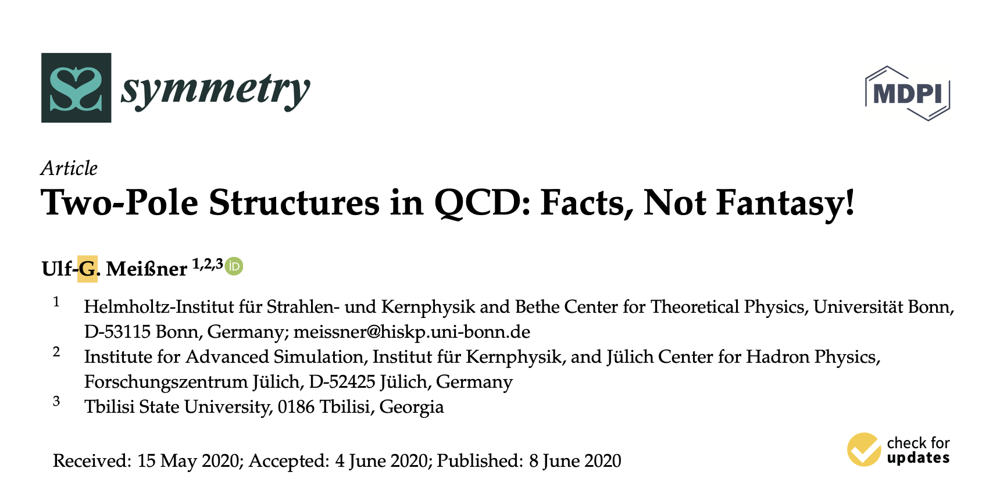 symmetry
MDPI
Article
Two-Pole Structures in QCD: Facts, Not Fantasy!
Ulf-G. Meißner 1,2,3 iD
1 Helmholtz-Institut für Strahlen- und Kernphysik and Bethe Center for Theoretical Physics, Universität Bonn,
D-53115 Bonn, Germany; meissner@hiskp.uni-bonn.de
2 Institute for Advanced Simulation, Institut für Kernphysik, and Jülich Center for Hadron Physics,
Forschungszentrum Jülich, D-52425 Jülich, Germany
3 Tbilisi State University, 0186 Tbilisi, Georgia
Received: 15 May 2020; Accepted: 4 June 2020; Published: 8 June 2020
check for
updates